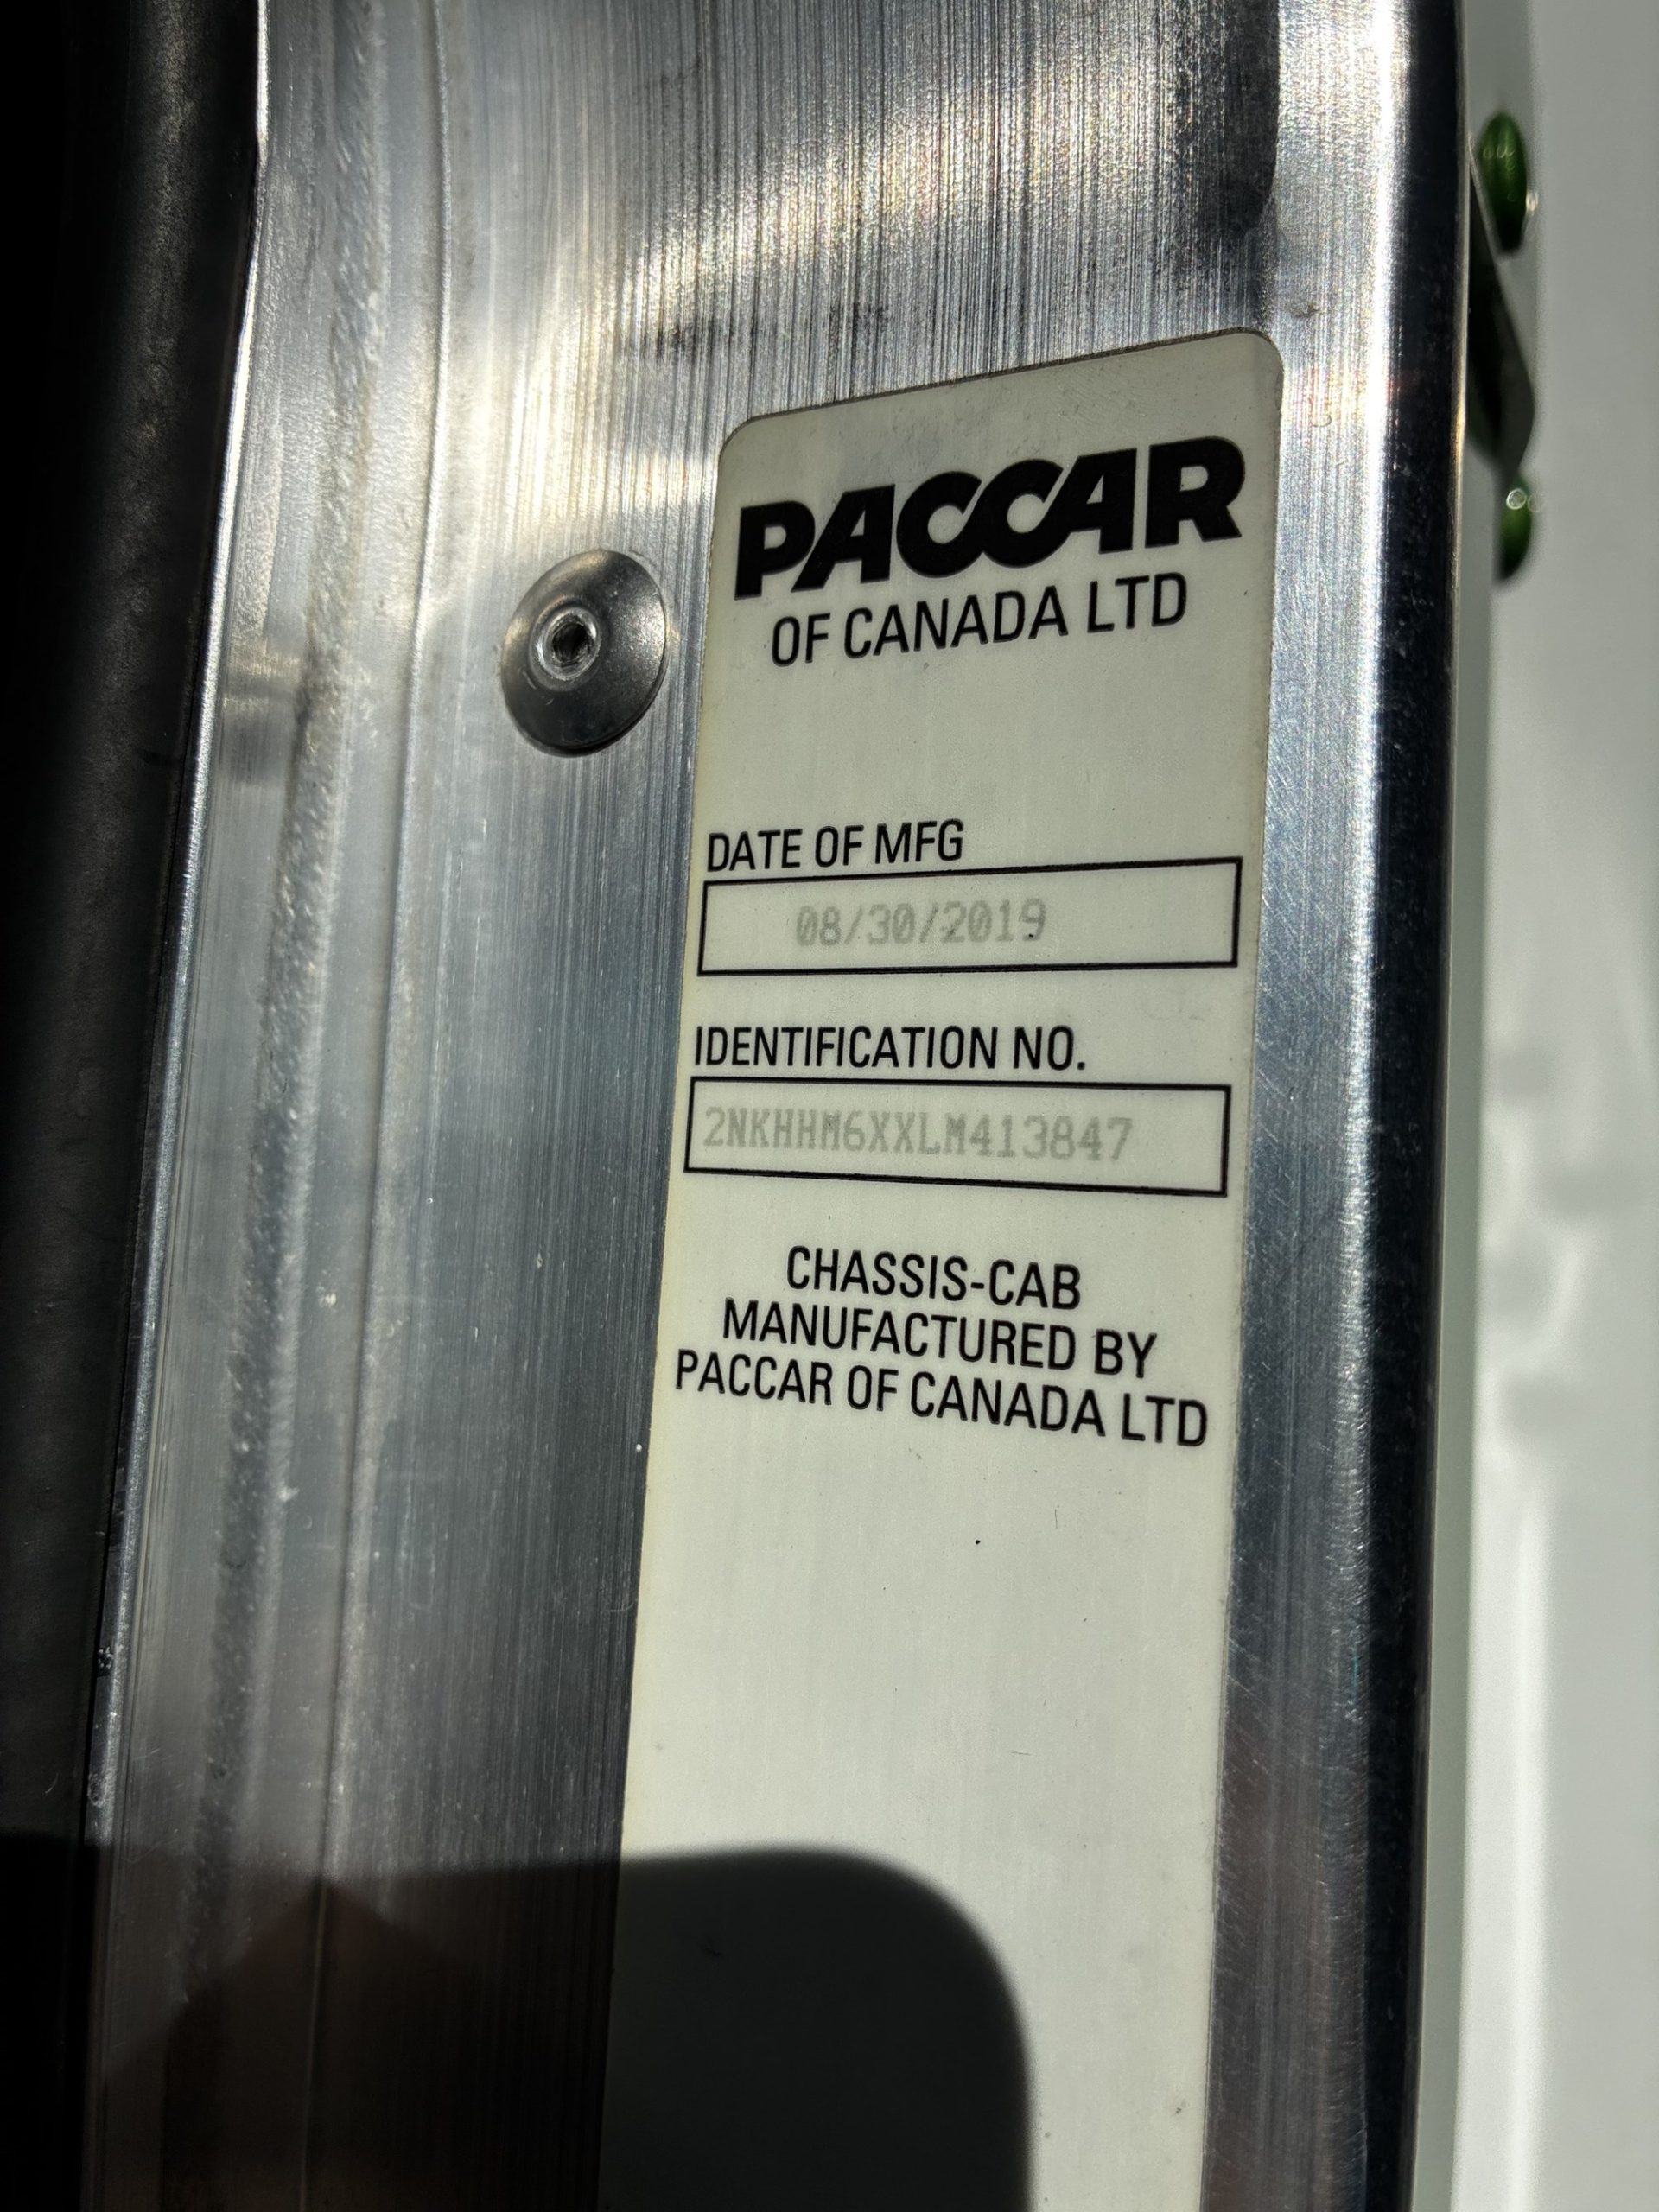 PACCAR
OF CANADA LTD
DATE OF MFG
08/30/2019
IDENTIFICATION NO.
2NKHHM6XXLM413847
CHASSIS-CAB
MANUFACTURED BY
PACCAR OF CANADA LTD